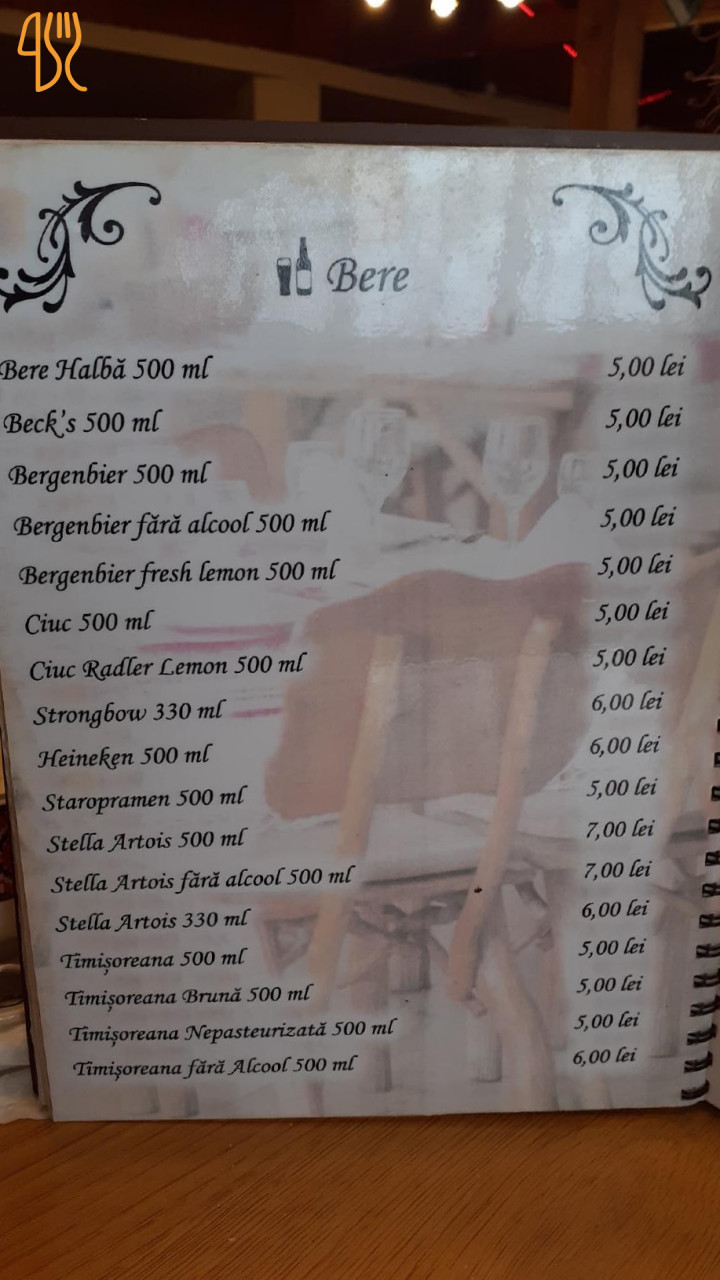 Bere
Bere Halbă 500 ml 5,00 lei
Beck's 500 ml 5,00 lei
Bergenbier 500 ml 5,00 lei
Bergenbier fără alcool 500 ml 5,00 lei
Bergenbier fresh lemon 500 ml 5,00 lei
Ciuc 500 ml 5,00 lei
Ciuc Radler Lemon 500 ml 5,00 lei
Strongbow 330 ml 6,00 lei
Heineken 500 ml 6,00 lei
Staropramen 500 ml 5,00 lei
Stella Artois 500 ml 7,00 lei
Stella Artois fără alcool 500 ml 7,00 lei
Stella Artois 330 ml 6,00 lei
Timișoreana 500 ml 5,00 lei
Timișoreana Brună 500 ml 5,00 lei
Timișoreana Nepasteurizată 500 ml 5,00 lei
Timișoreana fără Alcool 500 ml 6,00 lei